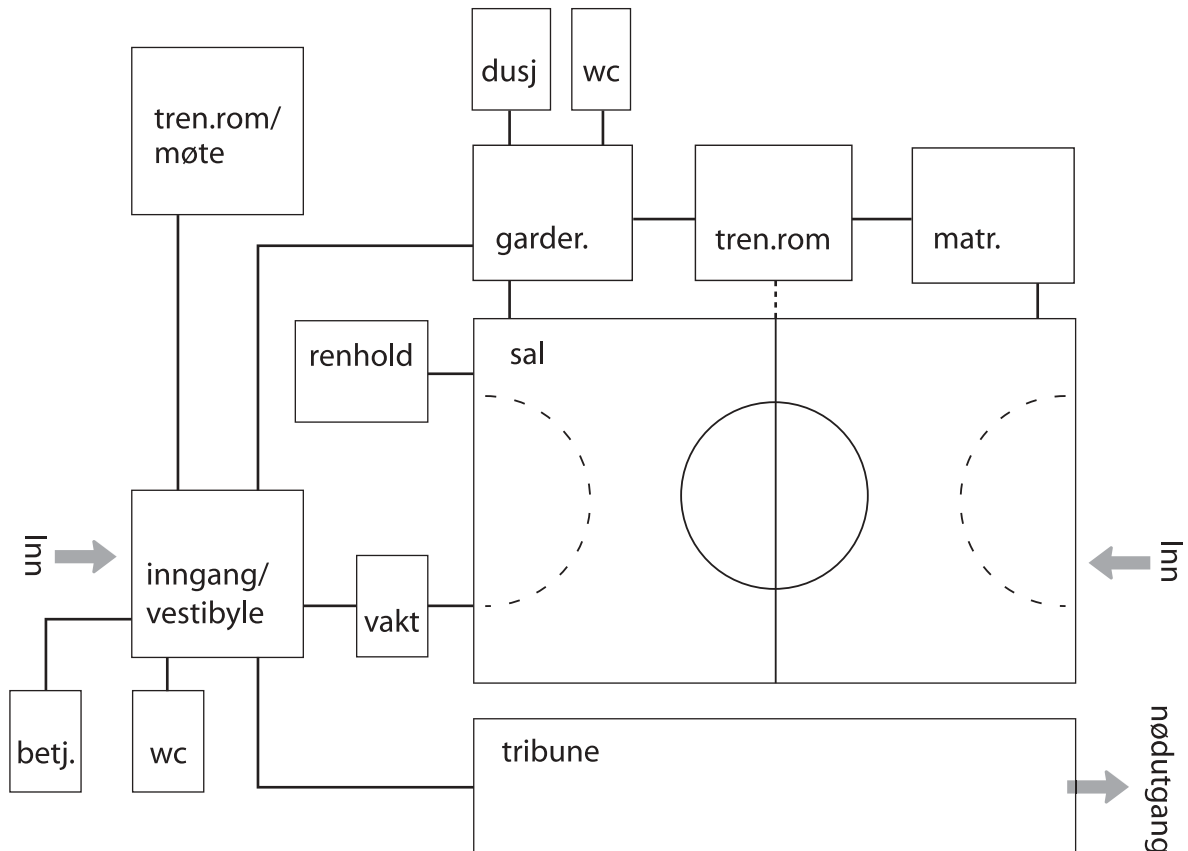 dusj
wc
tren.rom/
møte
garder.
tren.rom
matr.
renhold
sal
Inn
inngang/
vestibyle
vakt
Inn
betj.
wc
tribune
nødutgang